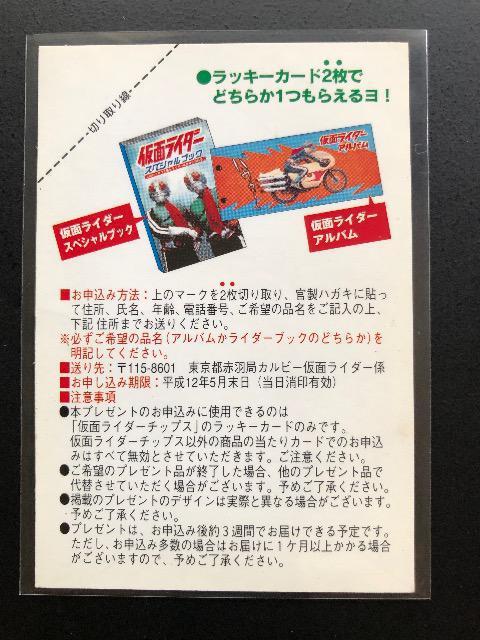 切り取り線
●ラッキーカード2枚で
どちらか1つもらえるヨ！
仮面ライダー
スペシャルブック
仮面ライダー
アルバム
仮面ライダー
スペシャルブック
仮面ライダー
アルバム
■お申込み方法：上のマークを2枚切り取り、官製ハガキに貼っ
て住所、氏名、年齢、電話番号、ご希望の品名をご記入の上、
下記 住所までお送りください。
※必ずご希望の品名(アルバムかライダーブックのどちらか)を
明記してください。
■送り先：〒115-8601　東京都赤羽局カルビー仮面ライダー係
■お申し込み期限：平成12年5月末日（当日消印有効）
■注意事項
●本プレゼントのお申込みに使用できるのは
「仮面ライダーチップス」のラッキーカードのみです。
仮面ライダーチップス以外の商品の当たりカードでのお申込
みはすべて無効とさせていただきます。ご注意ください。
●ご希望のプレゼント品が終了した場合、他のプレゼント品で
代替させていただく場合がございます。予めご了承ください。
●掲載のプレゼントのデザインは実際と異なる場合がございます。
予めご了承ください。
●プレゼントは、お申込み後約3週間でお届けできる予定です。
ただし、お申込み多数の場合はお届けに1ケ月以上かかる場合
がございますので、予めご了承ください。